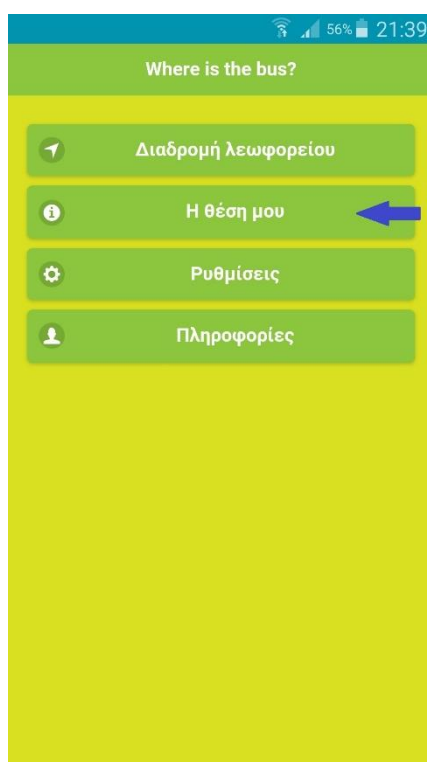 56% 21:39
Where is the bus?
Διαδρομή λεωφορείου
Η θέση μου
Ρυθμίσεις
Πληροφορίες